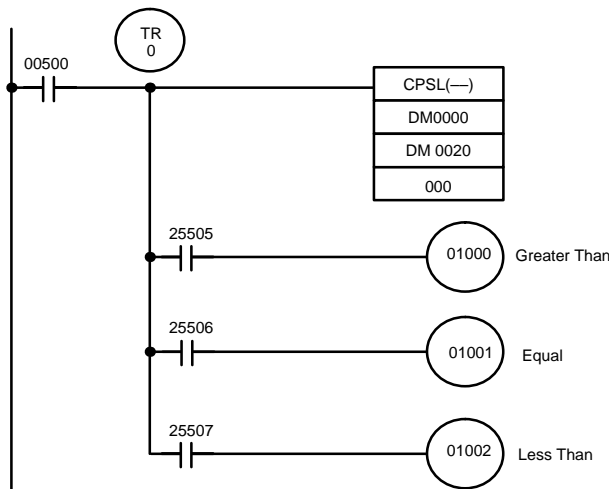 TR
0
00500
CPSL(––)
DM0000
DM 0020
000
25505
01000
Greater Than
25506
01001
Equal
25507
01002
Less Than